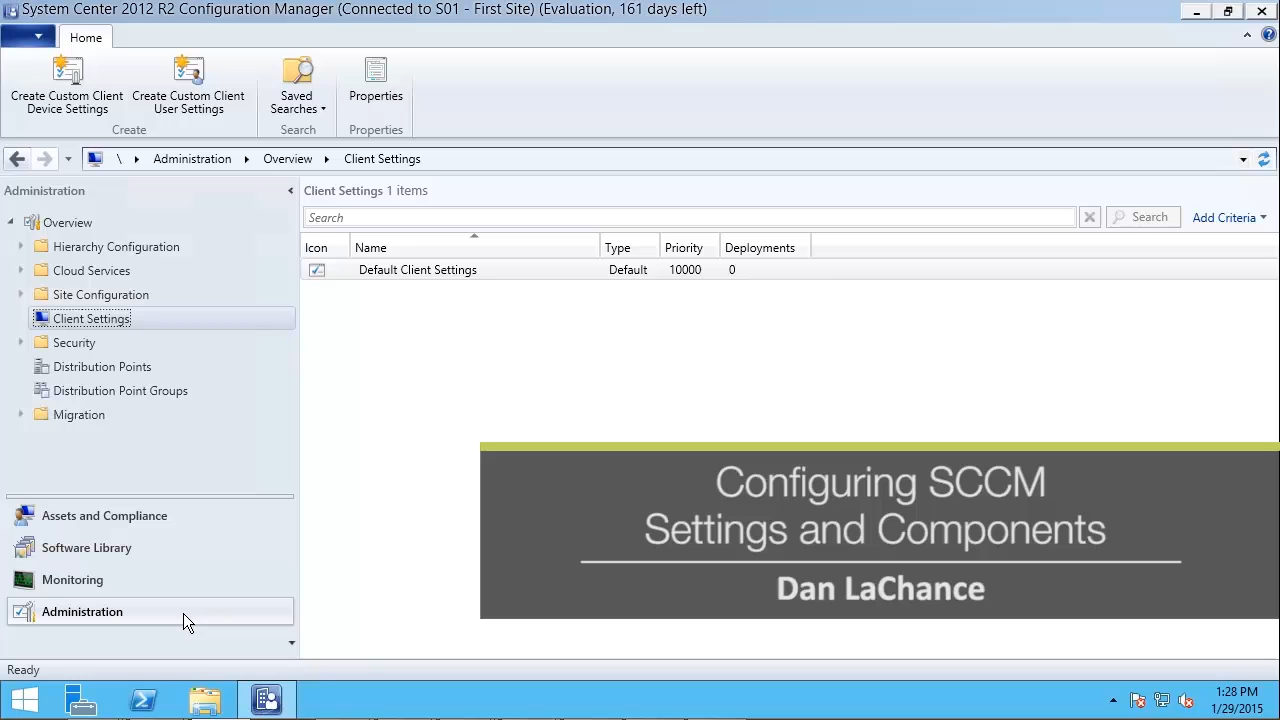 System Center 2012 R2 Configuration Manager (Connected to S01 - First Site) (Evaluation, 161 days left)
Home
Create Custom Client Device Settings
Create Custom Client User Settings
Saved Searches
Properties
Create
Search
Properties
\ Administration Overview Client Settings
Administration
Overview
Hierarchy Configuration
Cloud Services
Site Configuration
Client Settings
Security
Distribution Points
Distribution Point Groups
Migration
Assets and Compliance
Software Library
Monitoring
Administration
Client Settings 1 items
Search Search Add Criteria
Icon Name Type Priority Deployments
Default Client Settings Default 10000 0
Configuring SCCM
Settings and Components
Dan LaChance
Ready
1:28 PM
1/29/2015